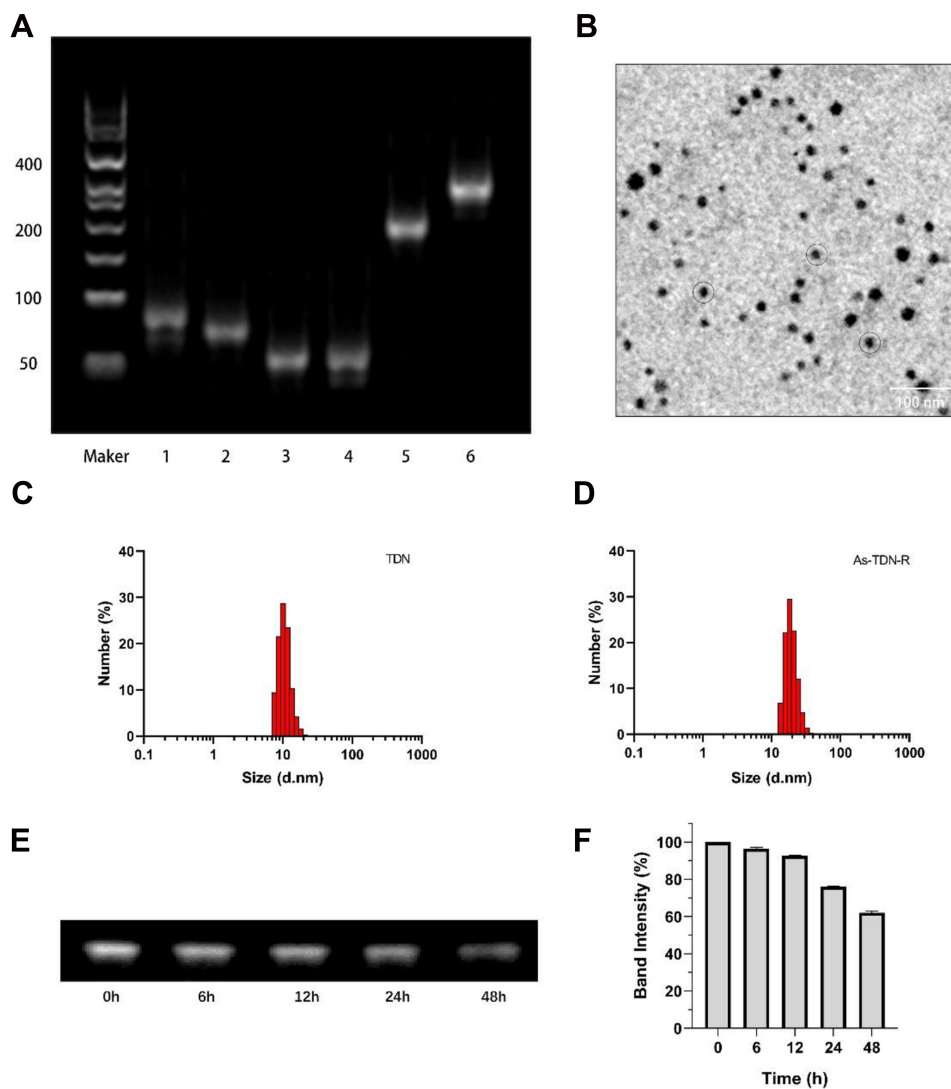 A
B
400
200
100
50
Maker 1 2 3 4 5 6
100 nm
C
D
TDN
40
30
20
10
0
Number (%)
0.1 1 10 100 1000
Size (d.nm)
As-TDN-R
40
30
20
10
0
Number (%)
0.1 1 10 100 1000
Size (d.nm)
E
F
0h 6h 12h 24h 48h
100
80
60
40
20
0
Band Intensity (%)
0 6 12 24 48
Time (h)